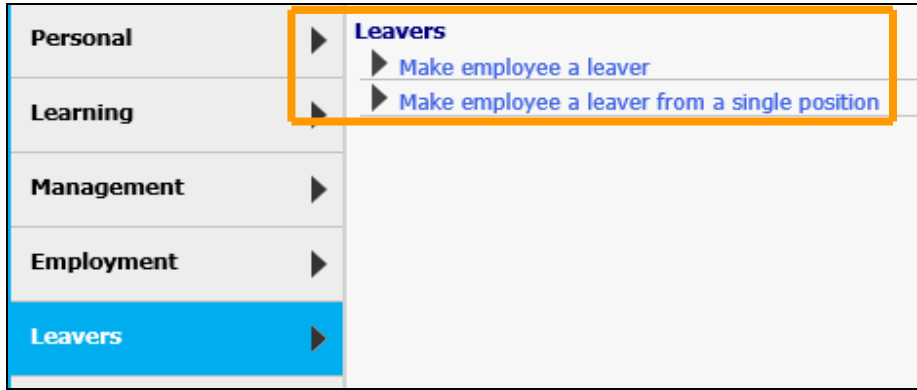 Personal
Learning
Management
Employment
Leavers
Leavers
Make employee a leaver
Make employee a leaver from a single position